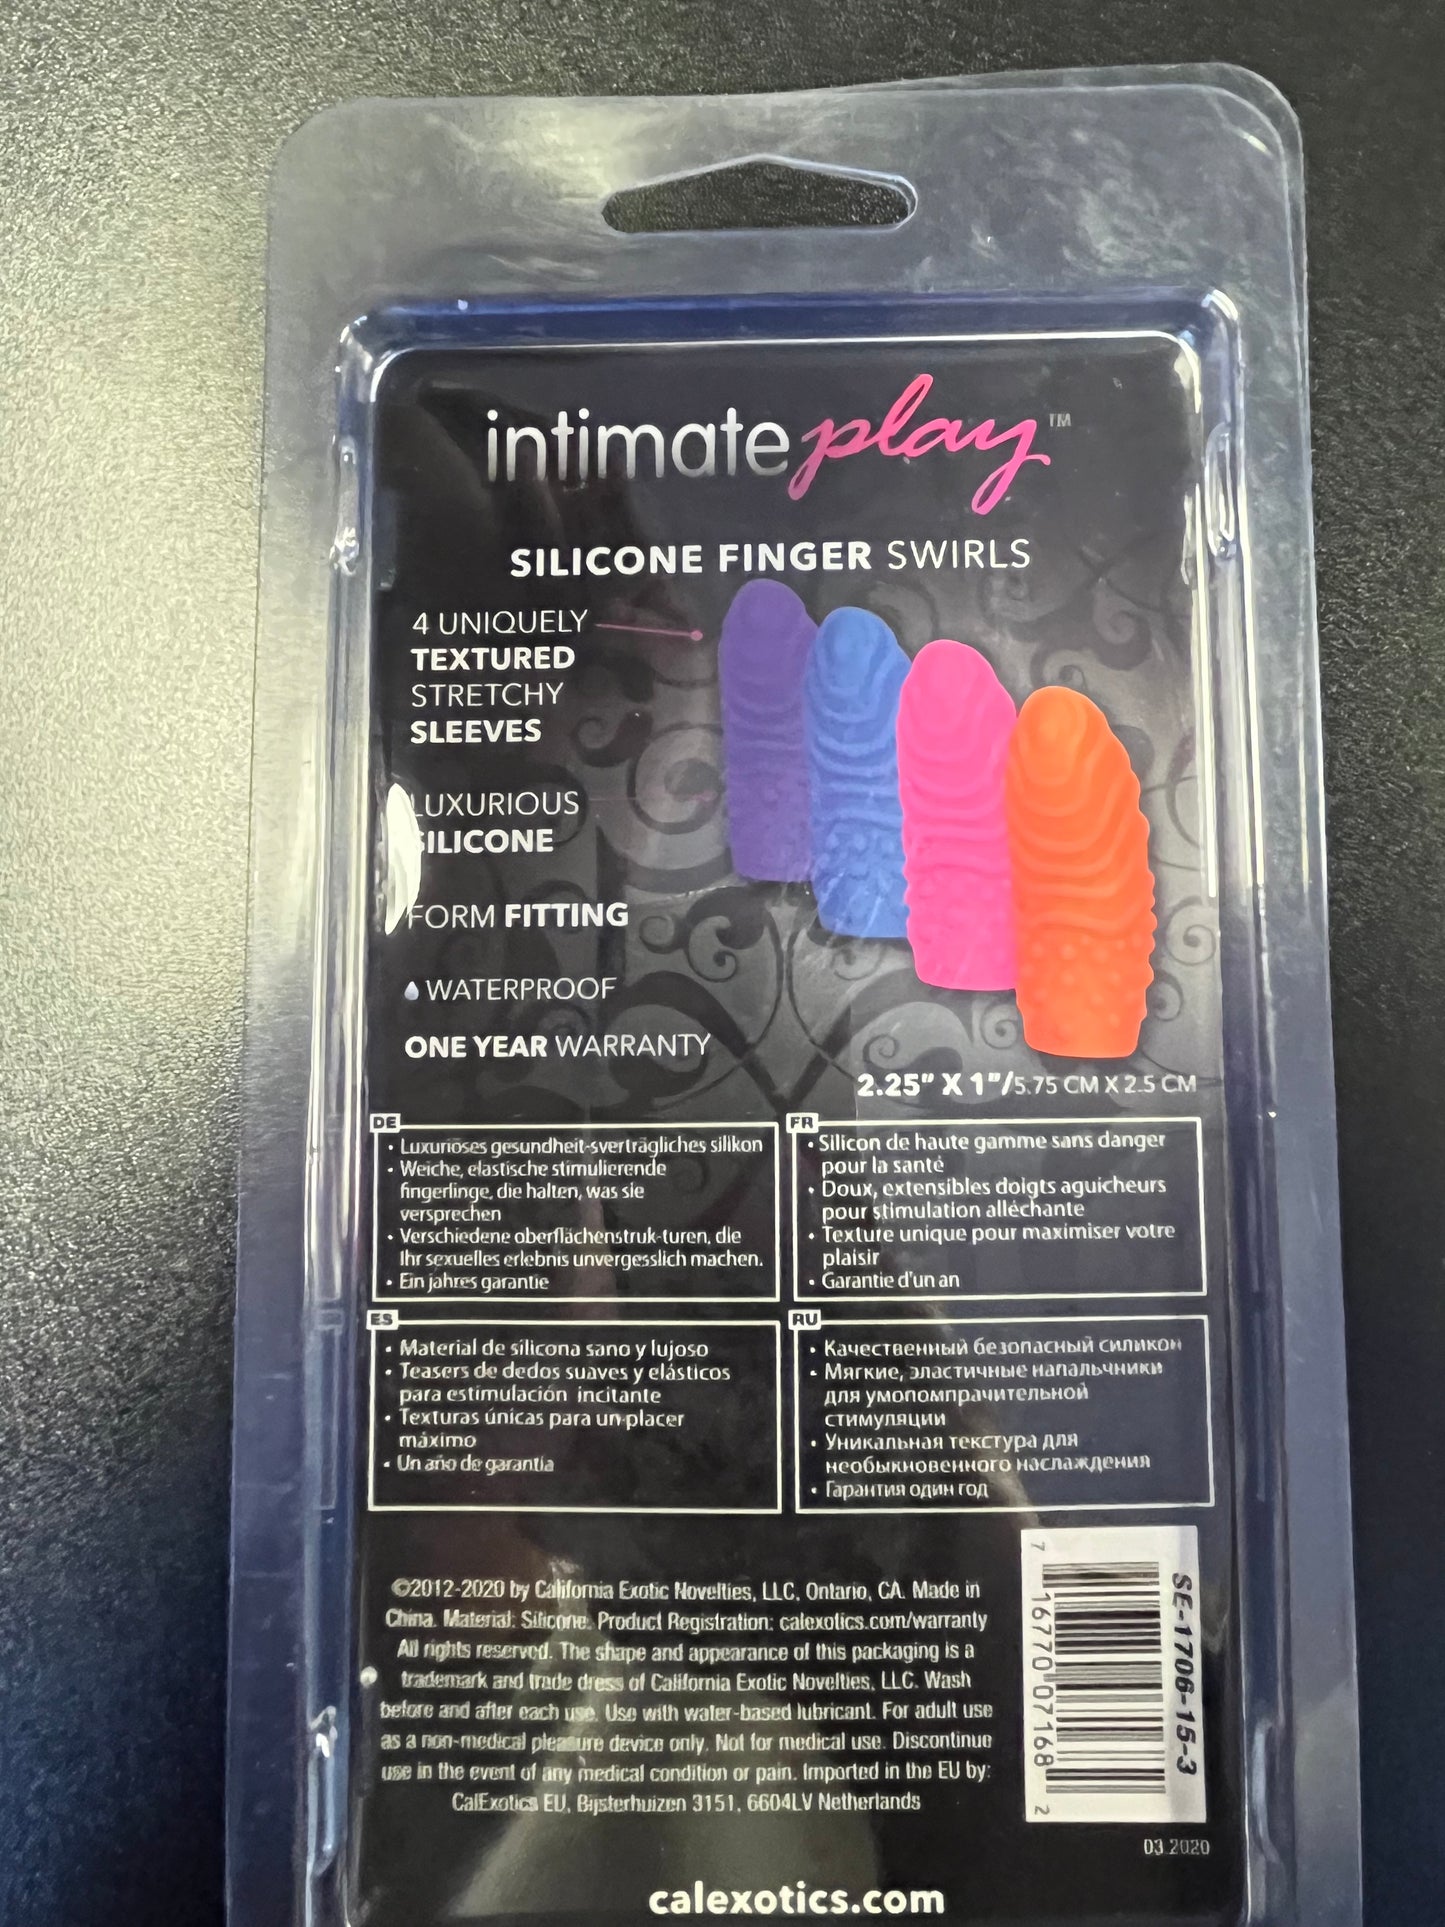 intimate play™
SILICONE FINGER SWIRLS
4 UNIQUELY
TEXTURED
STRETCHY
SLEEVES
LUXURIOUS
SILICONE
FORM FITTING
WATERPROOF
ONE YEAR WARRANTY
2.25" X 1"/5.75 CM X 2.5 CM
DE
• Luxuriöses gesundheit-sverträgliches silikon
• Weiche, elastische stimulierende
fingerlinge, die halten, was sie
versprechen
• Verschiedene oberflächenstruk-turen, die
Ihr sexuelles erlebnis unvergesslich machen.
• Ein jahres garantie
FR
• Silicon de haute gamme sans danger
pour la santé
• Doux, extensibles doigts aguicheurs
pour stimulation alléchante
• Texture unique pour maximiser votre
plaisir
• Garantie d'un an
ES
• Material de silicona sano y lujoso
• Teasers de dedos suaves y elásticos
para estimulación incitante
• Texturas únicas para un placer
máximo
• Un año de garantía
RU
• Качественный безопасный силикон
• Мягкие, эластичные напальчники
для умопомпрачительной
стимуляции
• Уникальная текстура для
необыкновенного наслаждения
• Гарантия один год
©2012-2020 by California Exotic Novelties, LLC, Ontario, CA. Made in
China. Material: Silicone. Product Registration: calexotics.com/warranty
All rights reserved. The shape and appearance of this packaging is a
trademark and trade dress of California Exotic Novelties, LLC. Wash
before and after each use. Use with water-based lubricant. For adult use
as a non-medical pleasure device only. Not for medical use. Discontinue
use in the event of any medical condition or pain. Imported in the EU by:
CalExotics EU, Bijsterhuizen 3151, 6604LV Netherlands
7 16770 07168 2
SE-1706-15-3
03.2020
calexotics.com